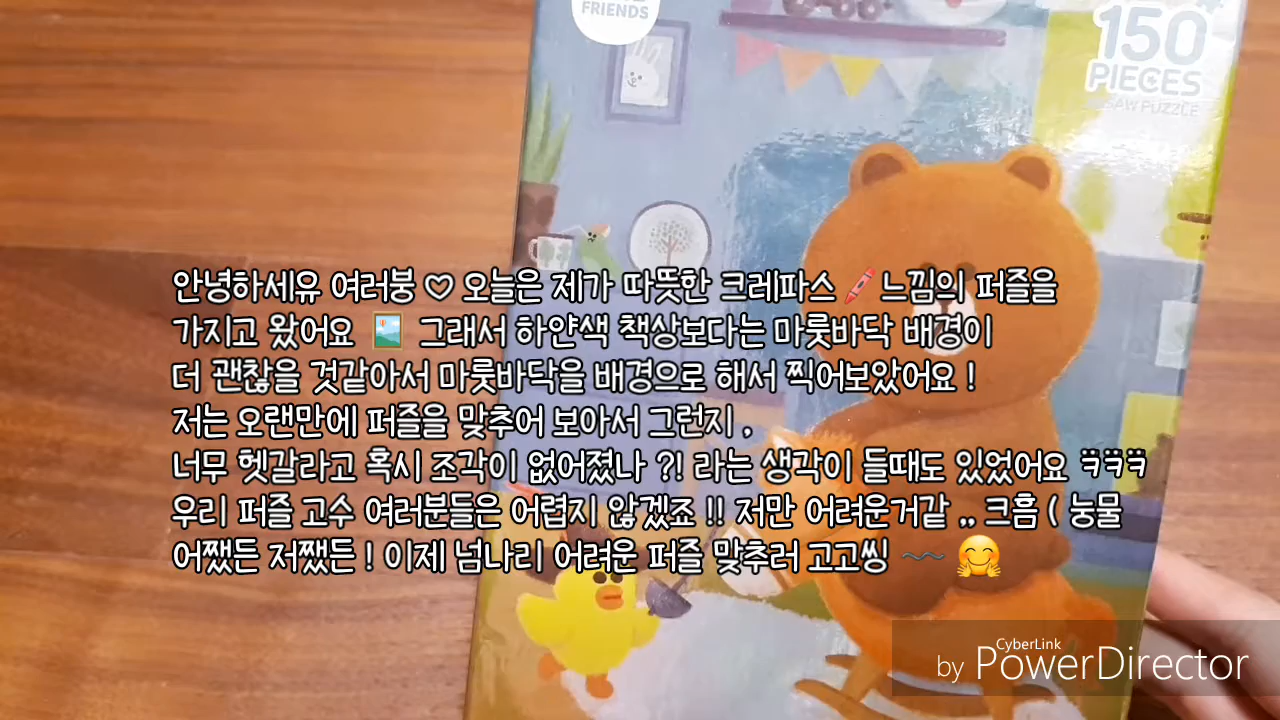 FRIENDS
150
PIECES
JIGSAW PUZZLE
안녕하세유 여러붕 ♡ 오늘은 제가 따뜻한 크레파스 🖍️ 느낌의 퍼즐을
가지고 왔어요 🏞️ 그래서 하얀색 책상보다는 마룻바닥 배경이
더 괜찮을 것같아서 마룻바닥을 배경으로 해서 찍어보았어요 !
저는 오랜만에 퍼즐을 맞추어 보아서 그런지 ,
너무 헷갈라고 혹시 조각이 없어졌나 ?! 라는 생각이 들때도 있었어요 ㅋㅋㅋ
우리 퍼즐 고수 여러분들은 어렵지 않겠죠 !! 저만 어려운거같 ,, 크흠 ( 눙물
어쨌든 저쨌든 ! 이제 넘나리 어려운 퍼즐 맞추러 고고씽 〰️ 🤗
CyberLink
by PowerDirector